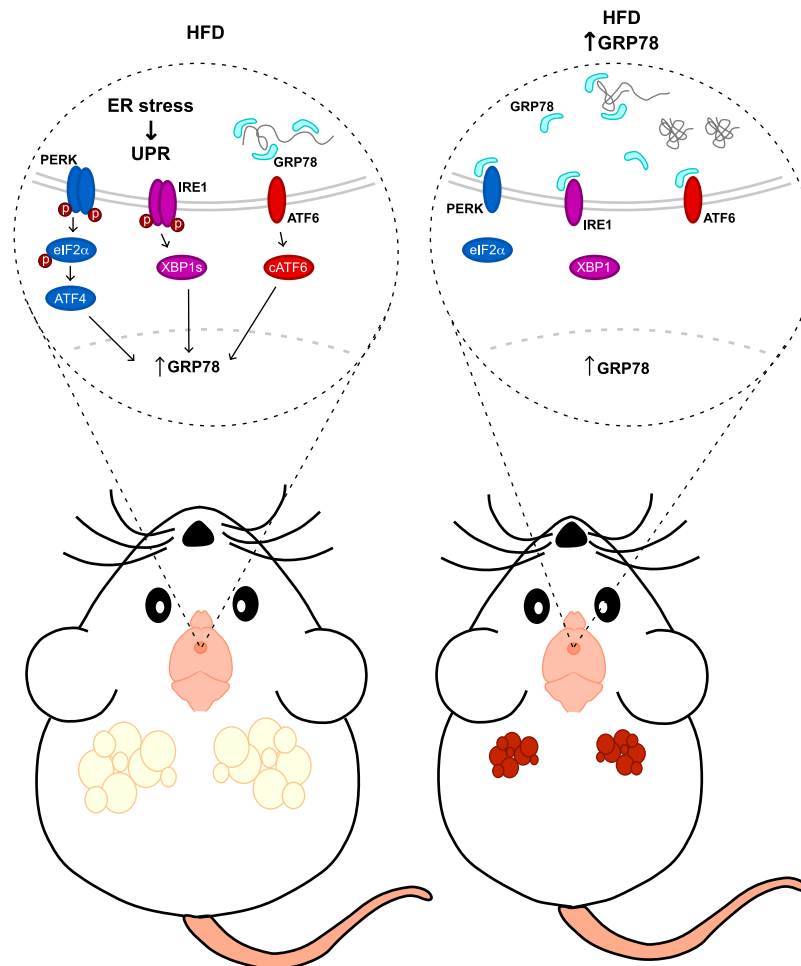 HFD
ER stress
UPR
GRP78
PERK
IRE1
ATF6
p
p
p
p
eIF2α
p
XBP1s
cATF6
ATF4
↑GRP78
HFD
↑GRP78
GRP78
PERK
IRE1
ATF6
eIF2α
XBP1
↑GRP78